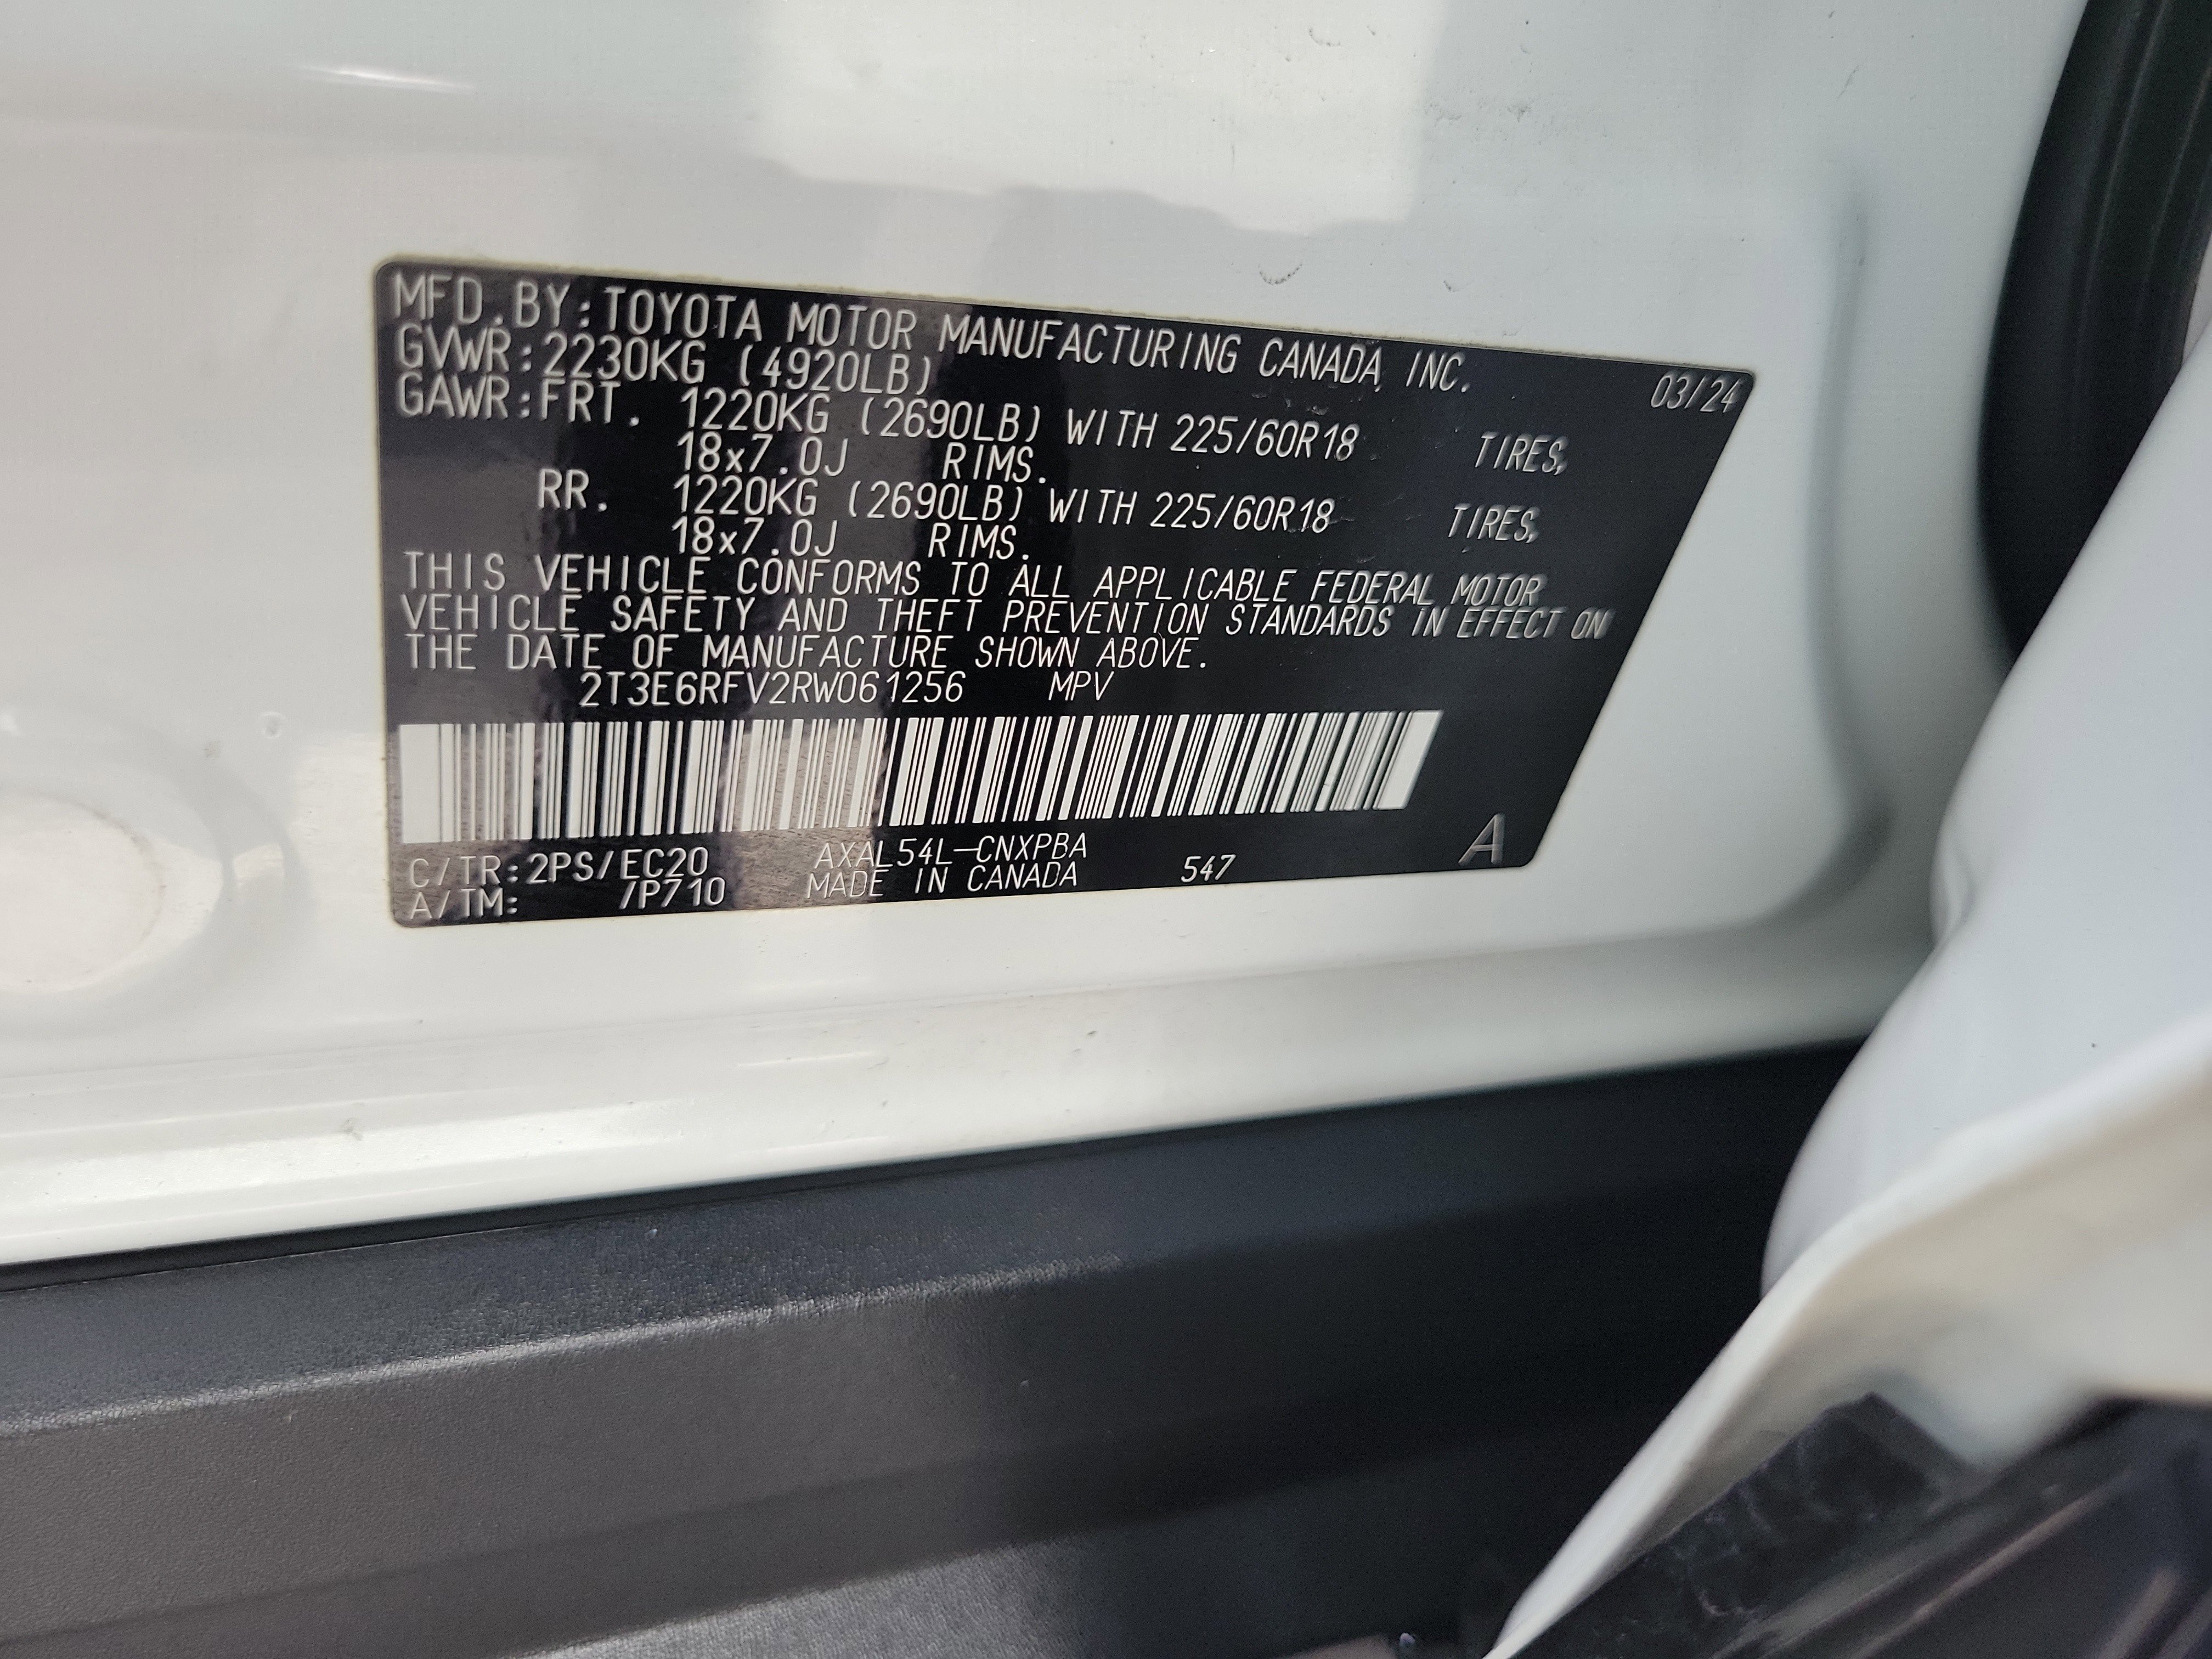 MFD.BY:TOYOTA MOTOR MANUFACTURING CANADA, INC. 03/24
GVWR:2230KG (4920LB)
GAWR:FRT. 1220KG (2690LB) WITH 225/60R18 TIRES,
18x7.0J RIMS.
RR. 1220KG (2690LB) WITH 225/60R18 TIRES,
18x7.0J RIMS.
THIS VEHICLE CONFORMS TO ALL APPLICABLE FEDERAL MOTOR
VEHICLE SAFETY AND THEFT PREVENTION STANDARDS IN EFFECT ON
THE DATE OF MANUFACTURE SHOWN ABOVE.
2T3E6RFV2RW061256 MPV
C/TR:2PS/EC20 AXAL54L-CNXPBA
A/TM: /P710 MADE IN CANADA 547 A